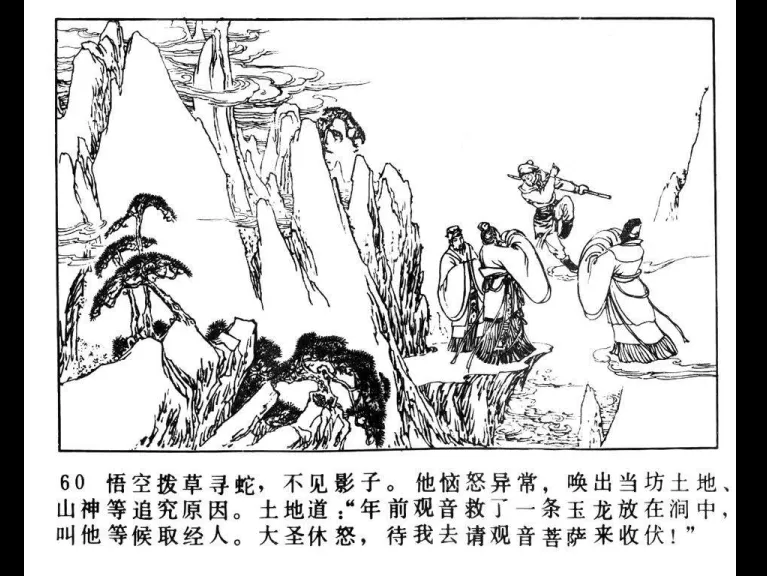 60 悟空拨草寻蛇，不见影子。他恼怒异常，唤出当坊土地、
山神等追究原因。土地道：“年前观音救了一条玉龙放在涧中，
叫他等候取经人。大圣休怒，待我去请观音菩萨来收伏！”